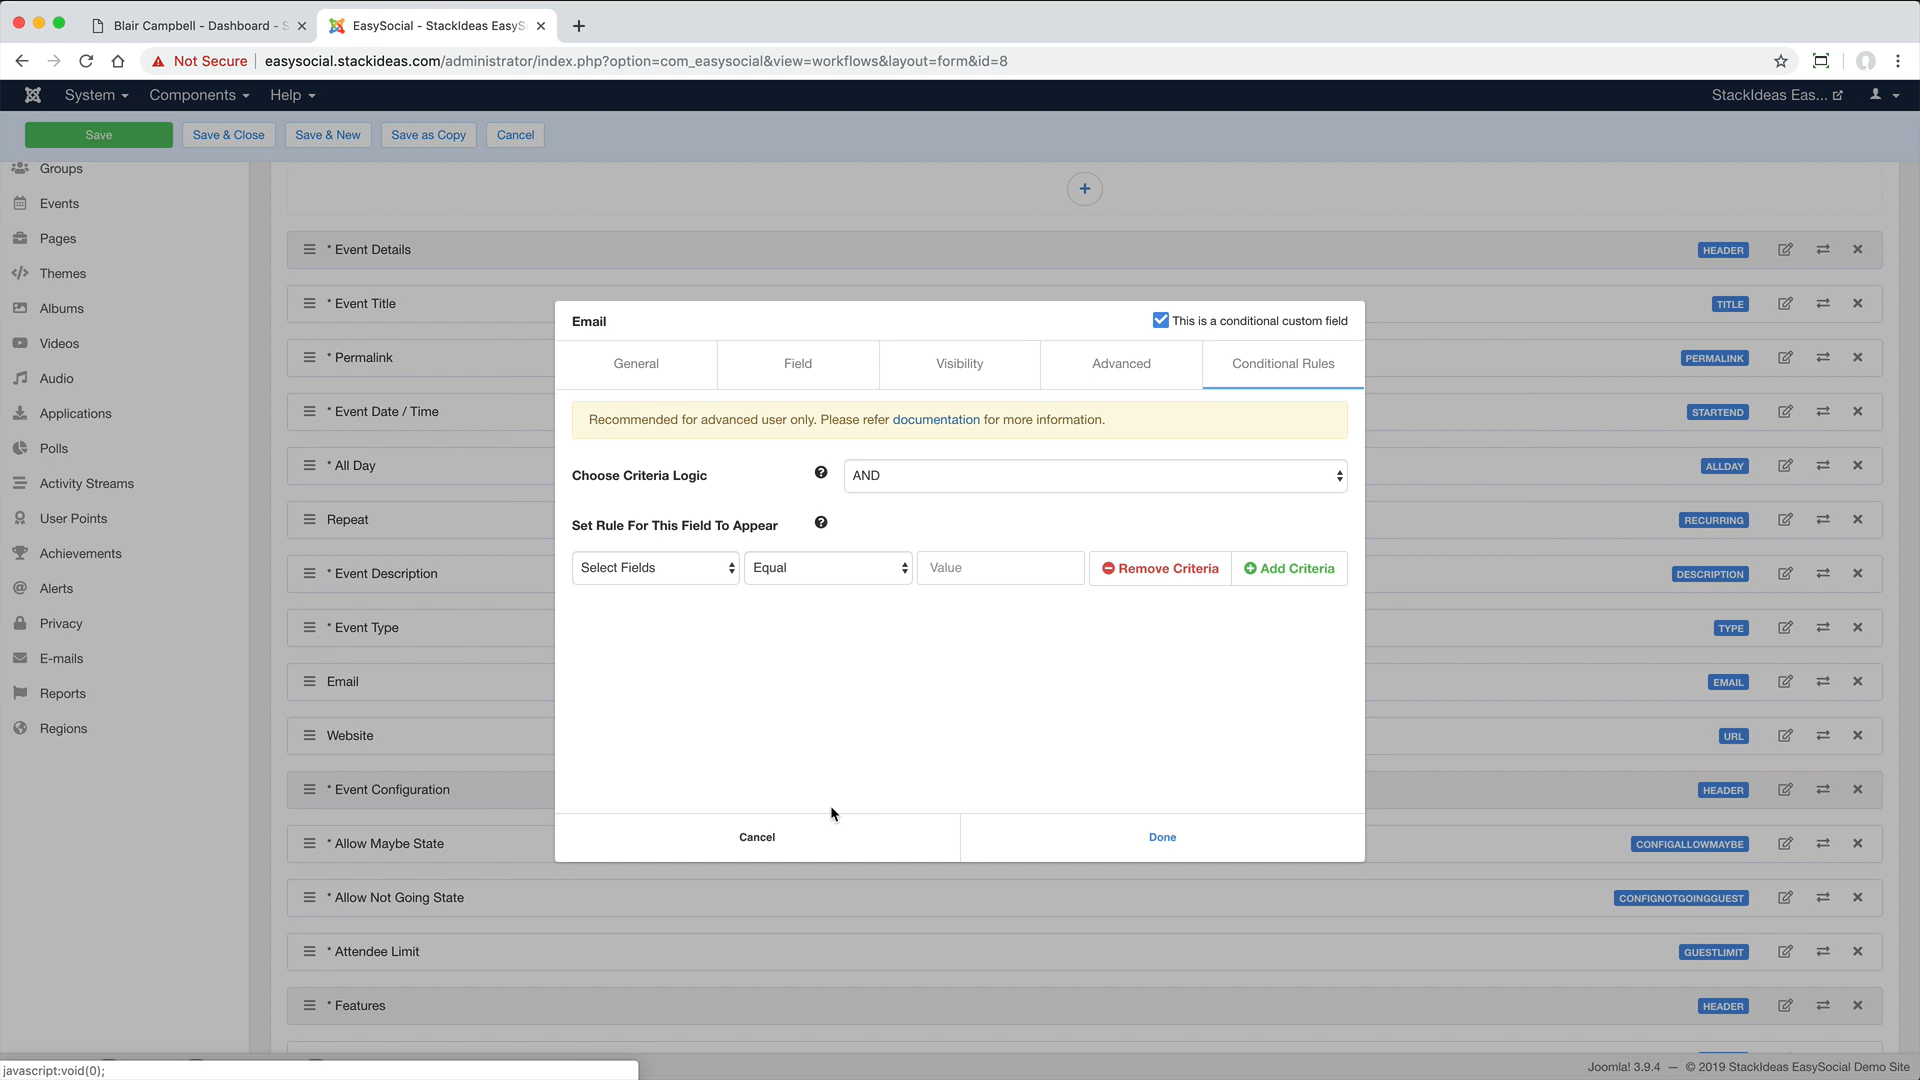 Blair Campbell - Dashboard - S
EasySocial - StackIdeas EasyS
Not Secure
easysocial.stackideas.com/administrator/index.php?option=com_easysocial&view=workflows&layout=form&id=8
System Components Help
StackIdeas Eas...
Save
Save & Close
Save & New
Save as Copy
Cancel
Groups
Events
Pages
Themes
Albums
Videos
Audio
Applications
Polls
Activity Streams
User Points
Achievements
Alerts
Privacy
E-mails
Reports
Regions
* Event Details HEADER
* Event Title TITLE
* Permalink PERMALINK
* Event Date / Time STARTEND
* All Day ALLDAY
Repeat RECURRING
* Event Description DESCRIPTION
* Event Type TYPE
Email EMAIL
Website URL
* Event Configuration HEADER
* Allow Maybe State CONFIGALLOWMAYBE
* Allow Not Going State CONFIGNOTGOINGGUEST
* Attendee Limit GUESTLIMIT
* Features HEADER
Email
This is a conditional custom field
General Field Visibility Advanced Conditional Rules
Recommended for advanced user only. Please refer documentation for more information.
Choose Criteria Logic AND
Set Rule For This Field To Appear
Select Fields Equal Value Remove Criteria Add Criteria
Cancel Done
javascript:void(0);
Joomla! 3.9.4 — © 2019 StackIdeas EasySocial Demo Site